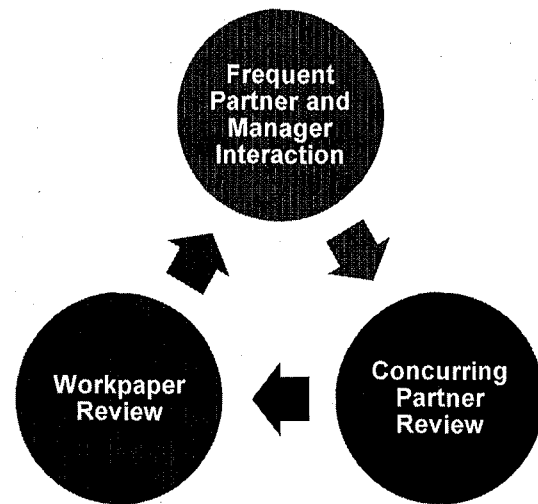 Frequent
Partner and
Manager
Interaction
Workpaper
Review
Concurring
Partner
Review